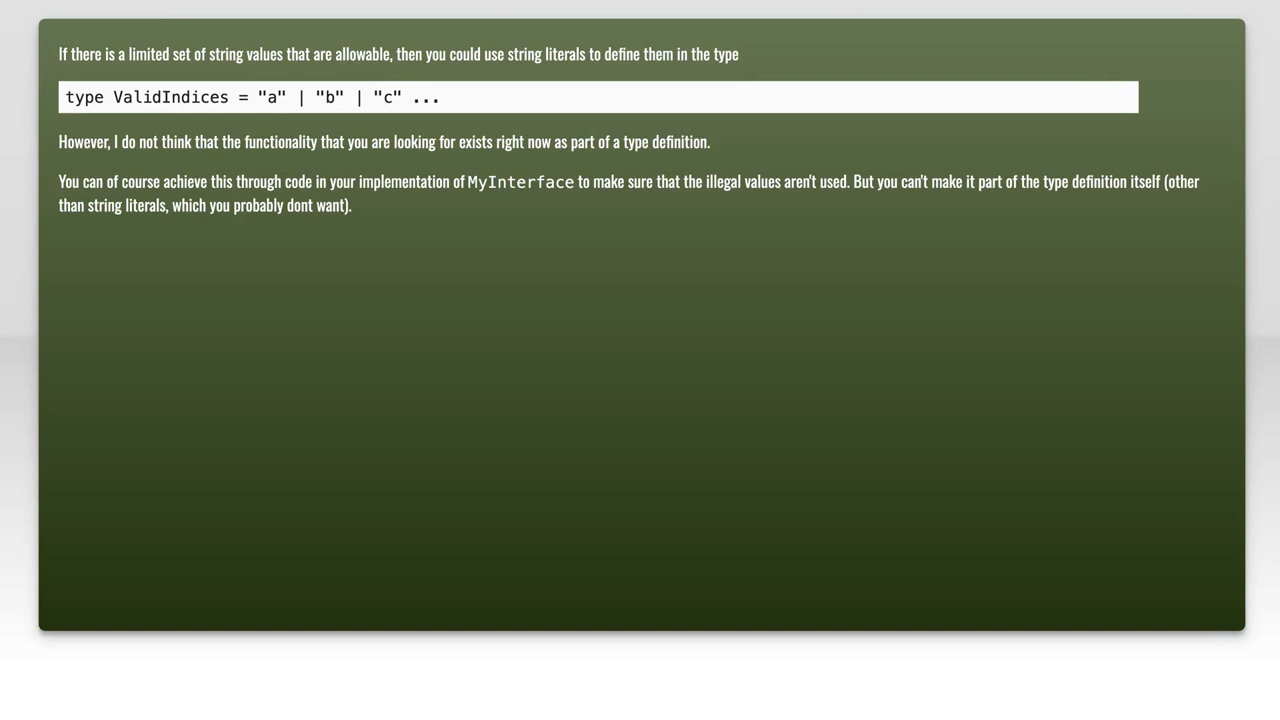 If there is a limited set of string values that are allowable, then you could use string literals to define them in the type
type ValidIndices = "a" | "b" | "c" ...
However, I do not think that the functionality that you are looking for exists right now as part of a type definition.
You can of course achieve this through code in your implementation of MyInterface to make sure that the illegal values aren't used. But you can't make it part of the type definition itself (other
than string literals, which you probably dont want).